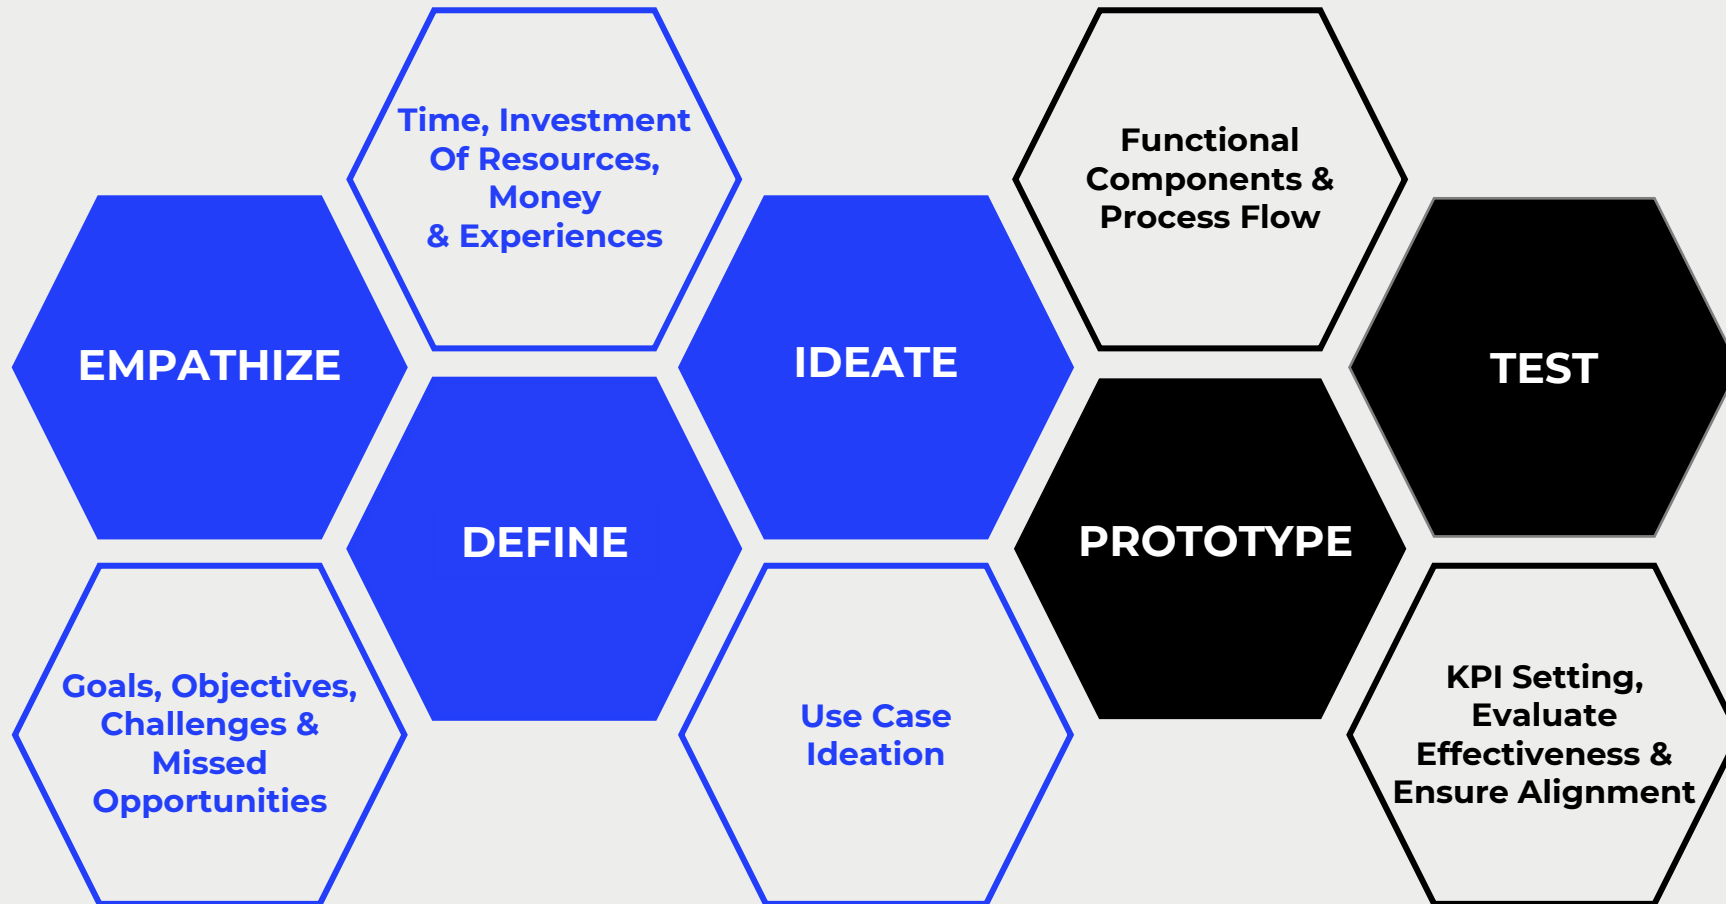 EMPATHIZE
Goals, Objectives,
Challenges &
Missed
Opportunities
Time, Investment
Of Resources,
Money
& Experiences
DEFINE
IDEATE
Use Case
Ideation
Functional
Components &
Process Flow
PROTOTYPE
TEST
KPI Setting,
Evaluate
Effectiveness &
Ensure Alignment